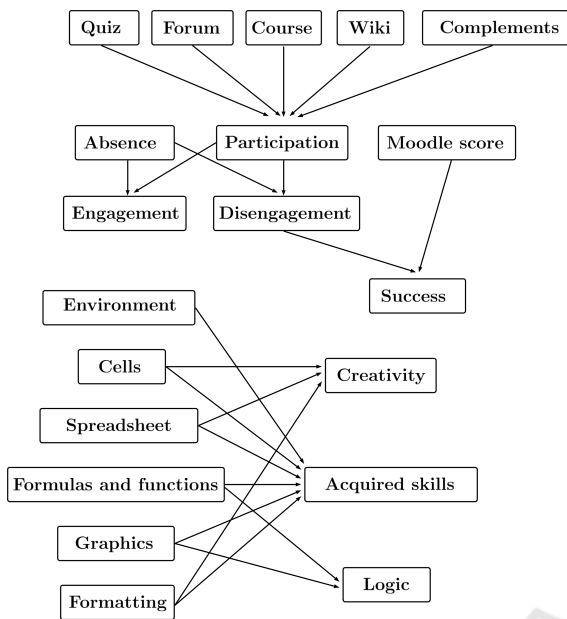 Quiz
Forum
Course
Wiki
Complements
Absence
Participation
Moodle score
Engagement
Disengagement
Success
Environment
Cells
Creativity
Spreadsheet
Formulas and functions
Acquired skills
Graphics
Logic
Formatting